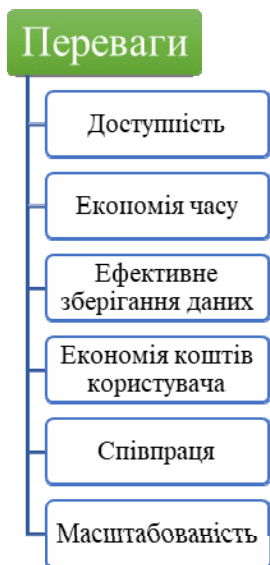 Переваги
Доступність
Економія часу
Ефективне
зберігання даних
Економія коштів
користувача
Співпраця
Масштабованість